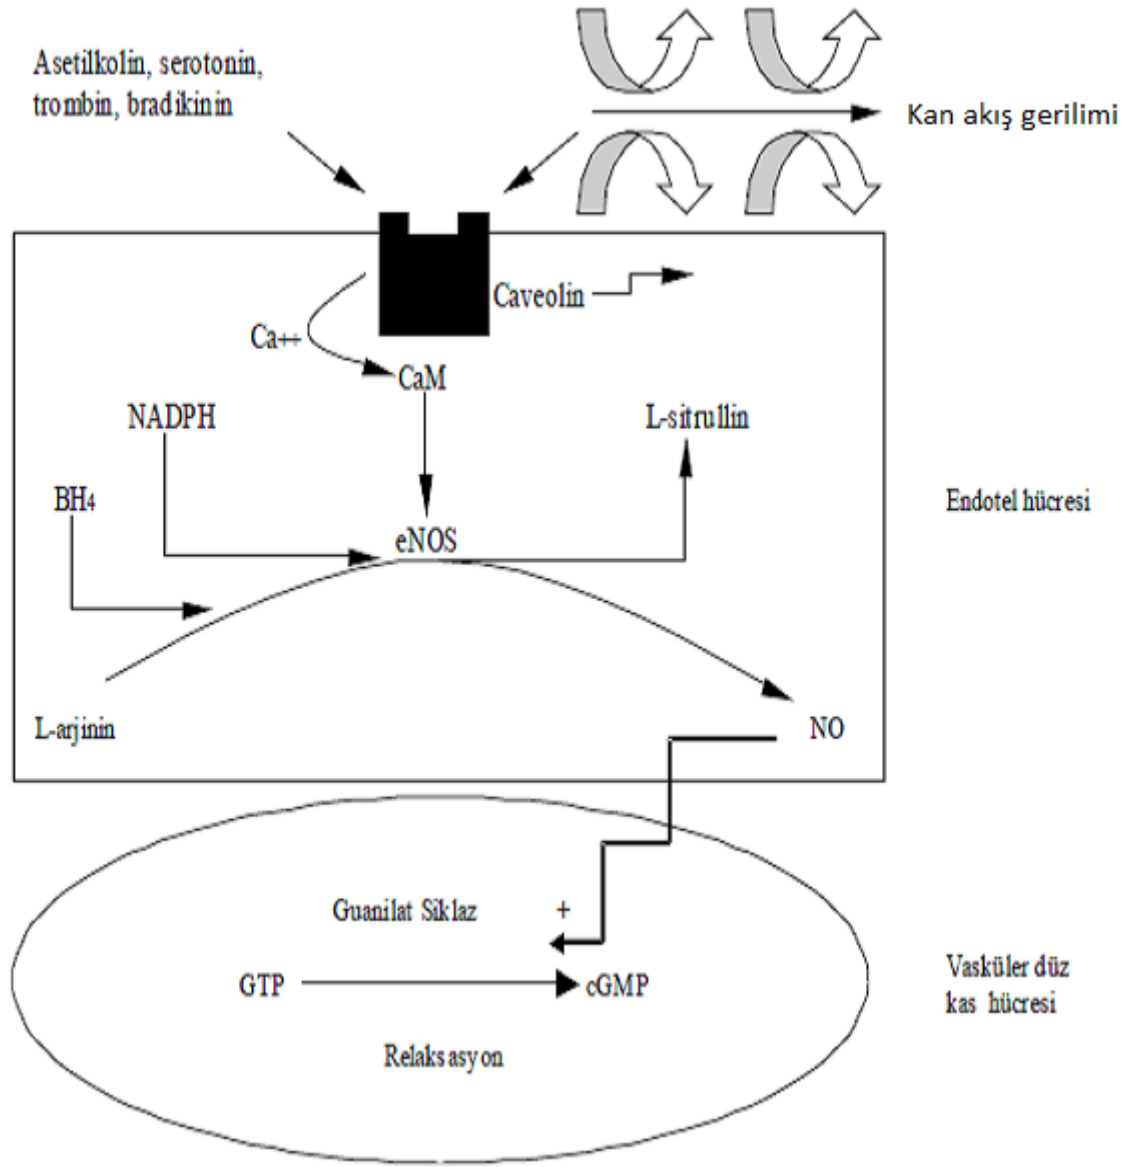 Asetilkolin, serotonin,
trombin, bradikinin
Kan akış gerilimi
Caveolin
Ca++
CaM
NADPH
L-sitrullin
BH4
Endotel hücresi
eNOS
L-arjinin
NO
Guanilat Siklaz
+
GTP
cGMP
Vasküler düz
kas hücresi
Relaksasyon